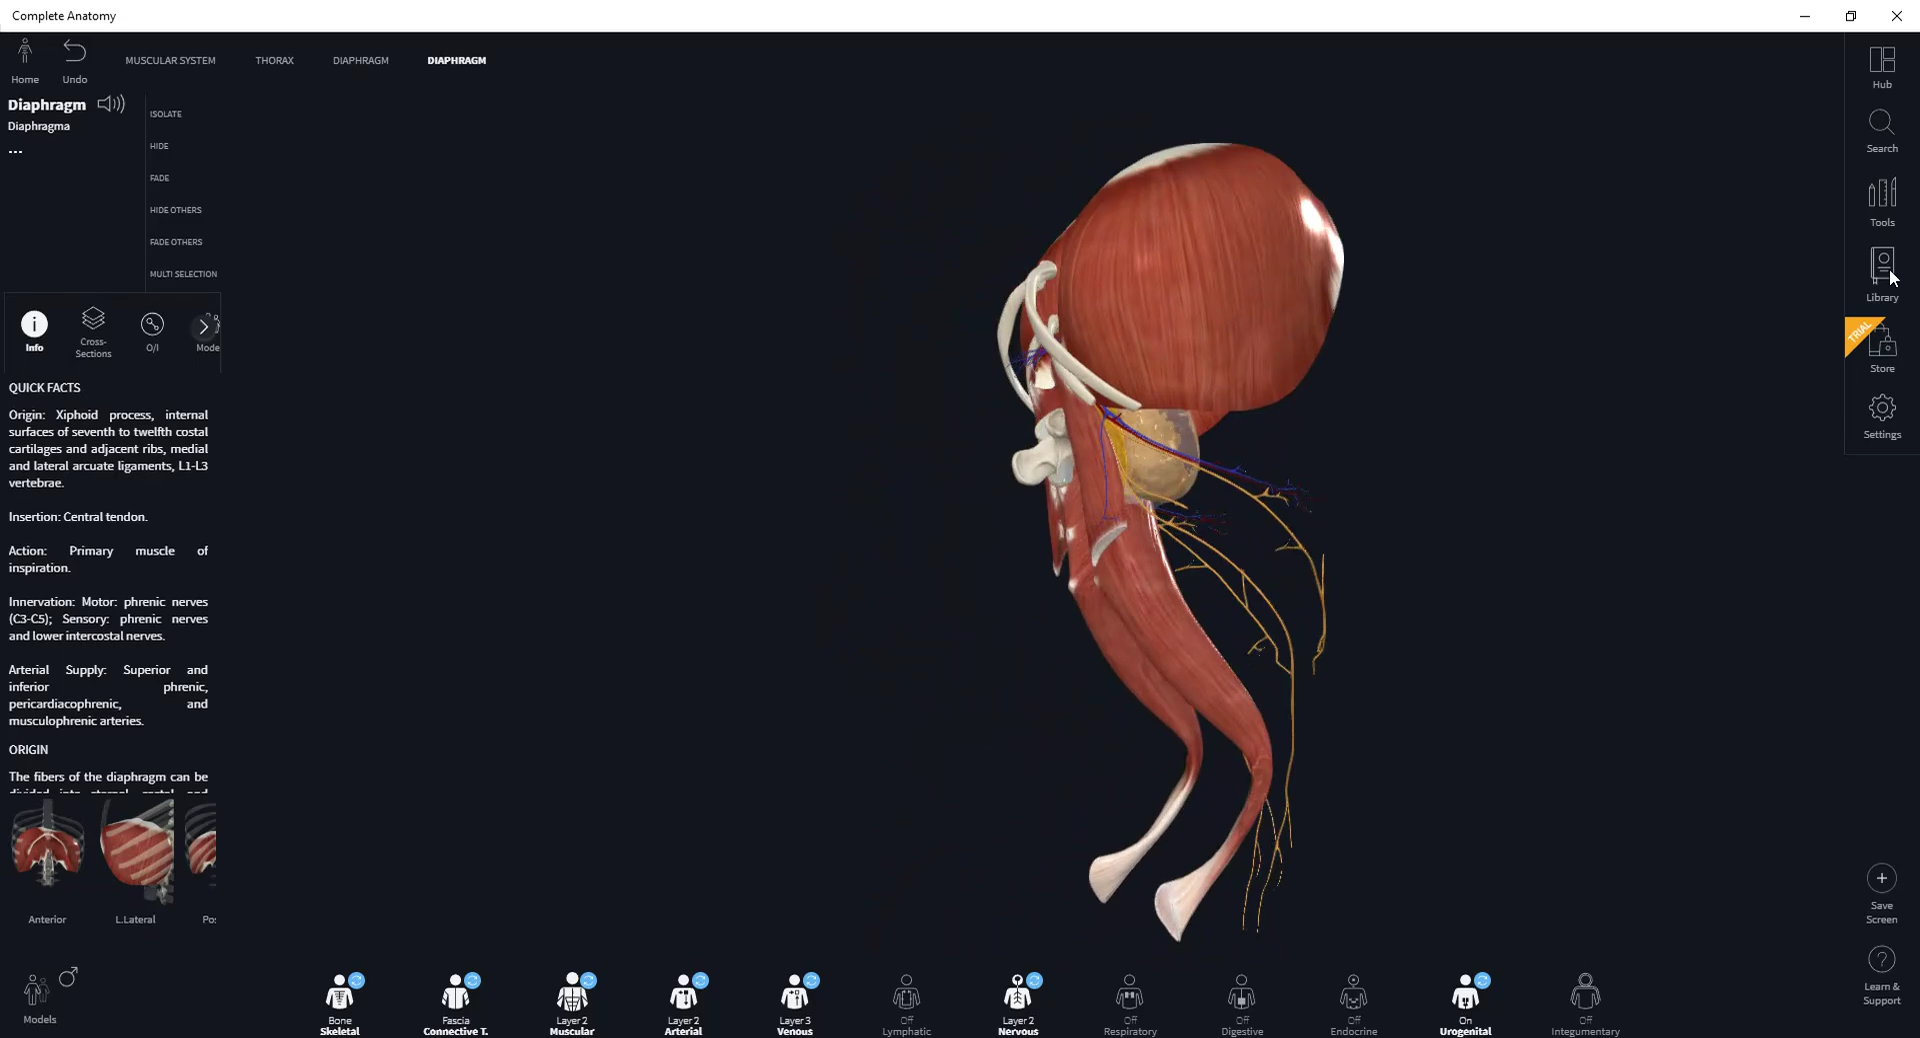 Complete Anatomy
Home
Undo
MUSCULAR SYSTEM
THORAX
DIAPHRAGM
DIAPHRAGM
Diaphragm
Diaphragma
...
ISOLATE
HIDE
FADE
HIDE OTHERS
FADE OTHERS
MULTI SELECTION
Info
Cross-
Sections
O/I
Mode
QUICK FACTS
Origin: Xiphoid process, internal
surfaces of seventh to twelfth costal
cartilages and adjacent ribs, medial
and lateral arcuate ligaments, L1-L3
vertebrae.
Insertion: Central tendon.
Action: Primary muscle of
inspiration.
Innervation: Motor: phrenic nerves
(C3-C5); Sensory: phrenic nerves
and lower intercostal nerves.
Arterial Supply: Superior and
inferior phrenic,
pericardiacophrenic, and
musculophrenic arteries.
ORIGIN
The fibers of the diaphragm can be
divided into sternal, costal, and
Anterior
L.Lateral
Pos
Models
Bone
Skeletal
Fascia
Connective T.
Layer 2
Muscular
Layer 2
Arterial
Layer 3
Venous
Off
Lymphatic
Layer 2
Nervous
Off
Respiratory
Off
Digestive
Off
Endocrine
On
Urogenital
Off
Integumentary
Hub
Search
Tools
Library
TRIAL
Store
Settings
Save
Screen
Learn &
Support